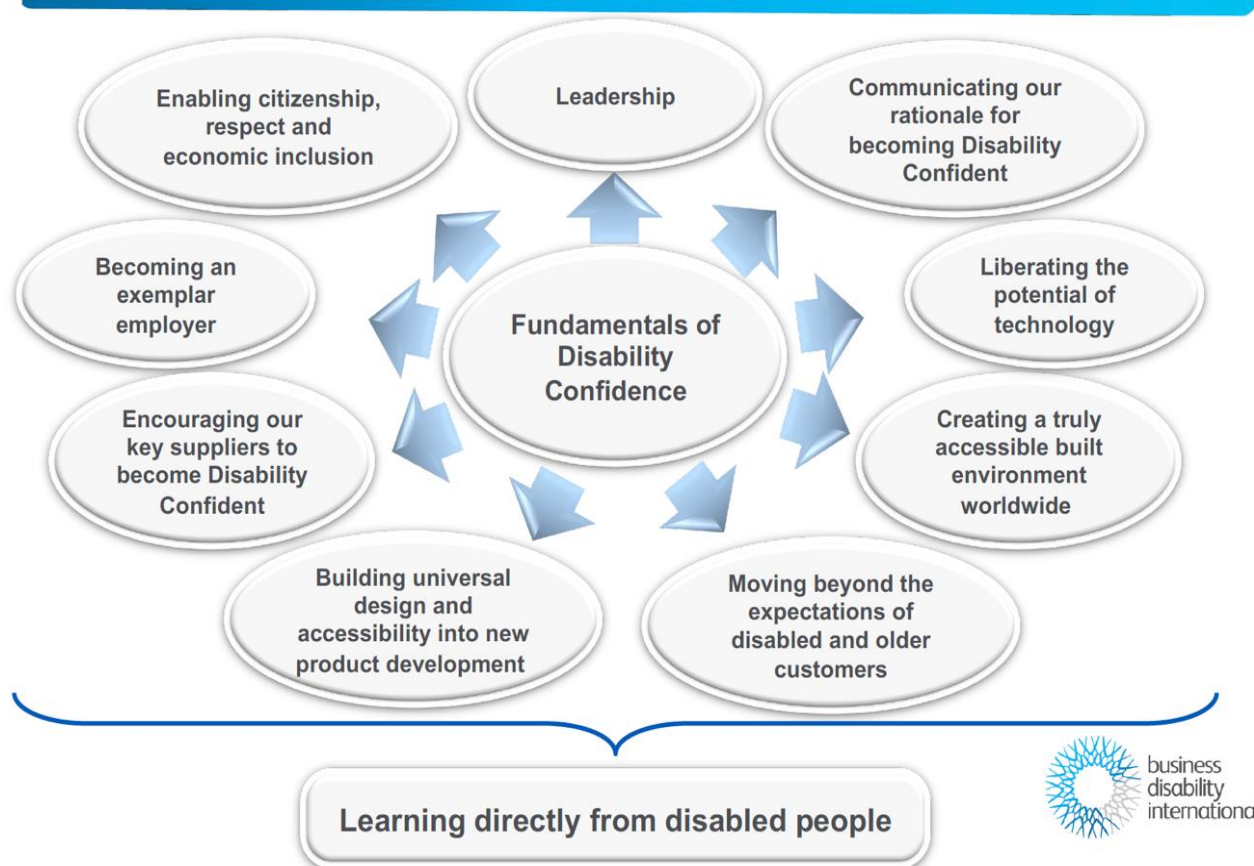 Leadership
Communicating our
rationale for
becoming Disability
Confident
Liberating the
potential of
technology
Creating a truly
accessible built
environment
worldwide
Moving beyond the
expectations of
disabled and older
customers
Building universal
design and
accessibility into new
product development
Encouraging our
key suppliers to
become Disability
Confident
Becoming an
exemplar
employer
Enabling citizenship,
respect and
economic inclusion
Fundamentals of
Disability
Confidence
Learning directly from disabled people
business
disability
international